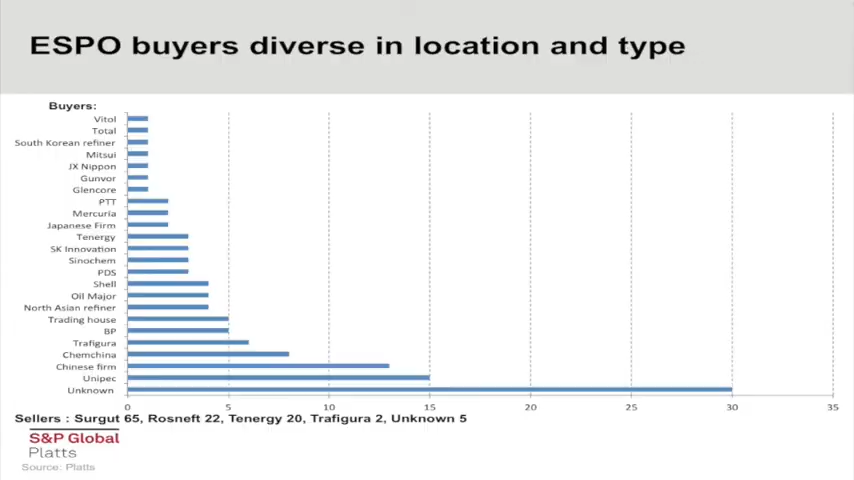 ESPO buyers diverse in location and type
Buyers:
Vitol
Total
South Korean refiner
Mitsui
JX Nippon
Gunvor
Glencore
PTT
Mercuria
Japanese Firm
Tenergy
SK Innovation
Sinochem
PDS
Shell
Oil Major
North Asian refiner
Trading house
BP
Trafigura
Chemchina
Chinese firm
Unipec
Unknown
0 5 10 15 20 25 30 35
Sellers : Surgut 65, Rosneft 22, Tenergy 20, Trafigura 2, Unknown 5
S&P Global
Platts
Source: Platts